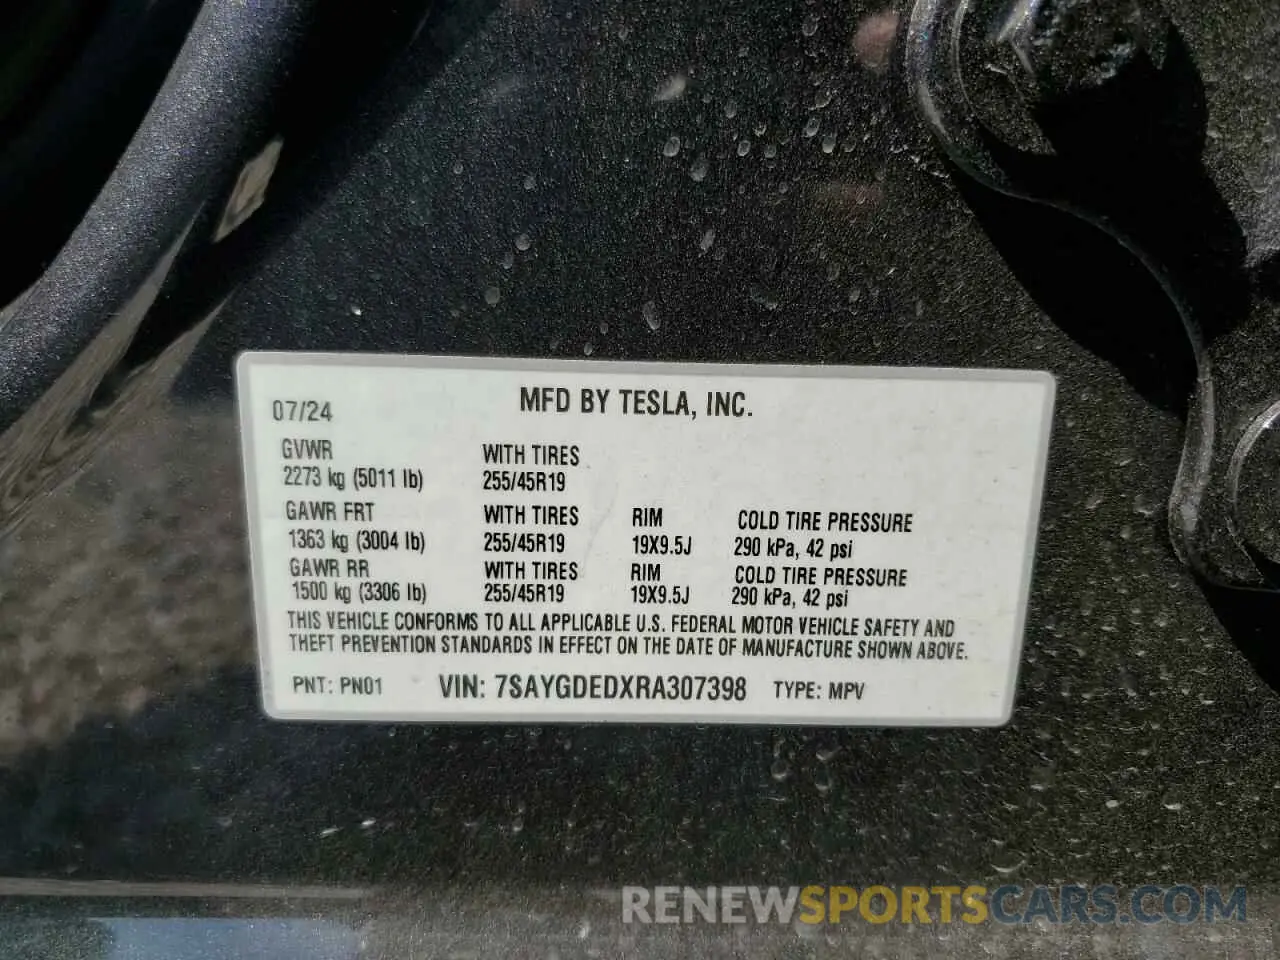 MFD BY TESLA, INC.
07/24
GVWR WITH TIRES
2273 kg (5011 lb) 255/45R19
GAWR FRT WITH TIRES RIM COLD TIRE PRESSURE
1363 kg (3004 lb) 255/45R19 19X9.5J 290 kPa, 42 psi
GAWR RR WITH TIRES RIM COLD TIRE PRESSURE
1500 kg (3306 lb) 255/45R19 19X9.5J 290 kPa, 42 psi
THIS VEHICLE CONFORMS TO ALL APPLICABLE U.S. FEDERAL MOTOR VEHICLE SAFETY AND
THEFT PREVENTION STANDARDS IN EFFECT ON THE DATE OF MANUFACTURE SHOWN ABOVE.
PNT: PN01 VIN: 7SAYGDEDXRA307398 TYPE: MPV
RENEWSPORTSCARS.COM